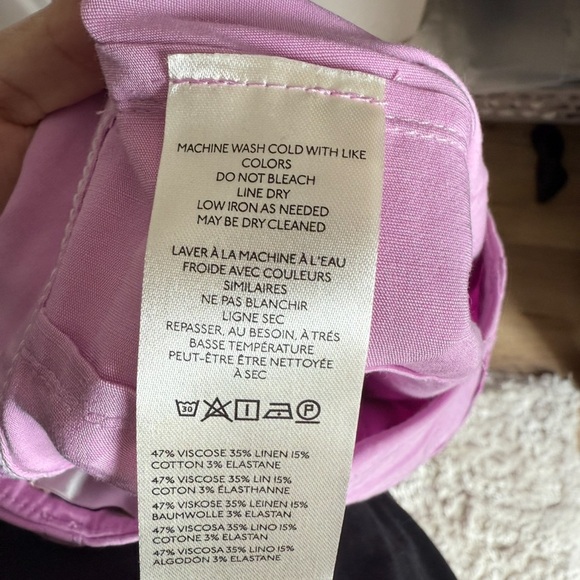 MACHINE WASH COLD WITH LIKE
COLORS
DO NOT BLEACH
LINE DRY
LOW IRON AS NEEDED
MAY BE DRY CLEANED
LAVER À LA MACHINE À L'EAU
FROIDE AVEC COULEURS
SIMILAIRES
NE PAS BLANCHIR
LIGNE SEC
REPASSER, AU BESOIN, À TRÉS
BASSE TEMPÉRATURE
PEUT-ÊTRE ÊTRE NETTOYÉE
À SEC
30 P
47% VISCOSE 35% LINEN 15%
COTTON 3% ELASTANE
47% VISCOSE 35% LIN 15%
COTON 3% ÉLASTHANNE
47% VISKOSE 35% LEINEN 15%
BAUMWOLLE 3% ELASTAN
47% VISCOSA 35% LINO 15%
COTONE 3% ELASTAN
47% VISCOSA 35% LINO 15%
ALGODÓN 3% ELASTANE